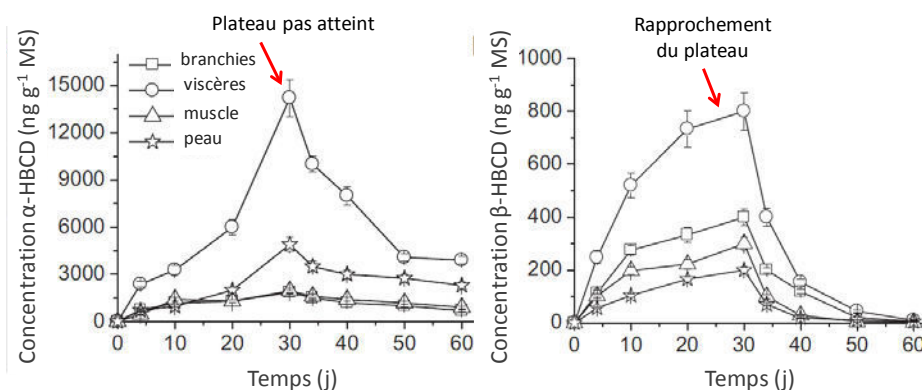 Plateau pas atteint
Concentration α-HBCD (ng g⁻¹ MS)
15000
12000
9000
6000
3000
0
branchies
viscères
muscle
peau
0 10 20 30 40 50 60
Temps (j)
Rapprochement
du plateau
Concentration β-HBCD (ng g⁻¹ MS)
1000
800
600
400
200
0
0 10 20 30 40 50 60
Temps (j)